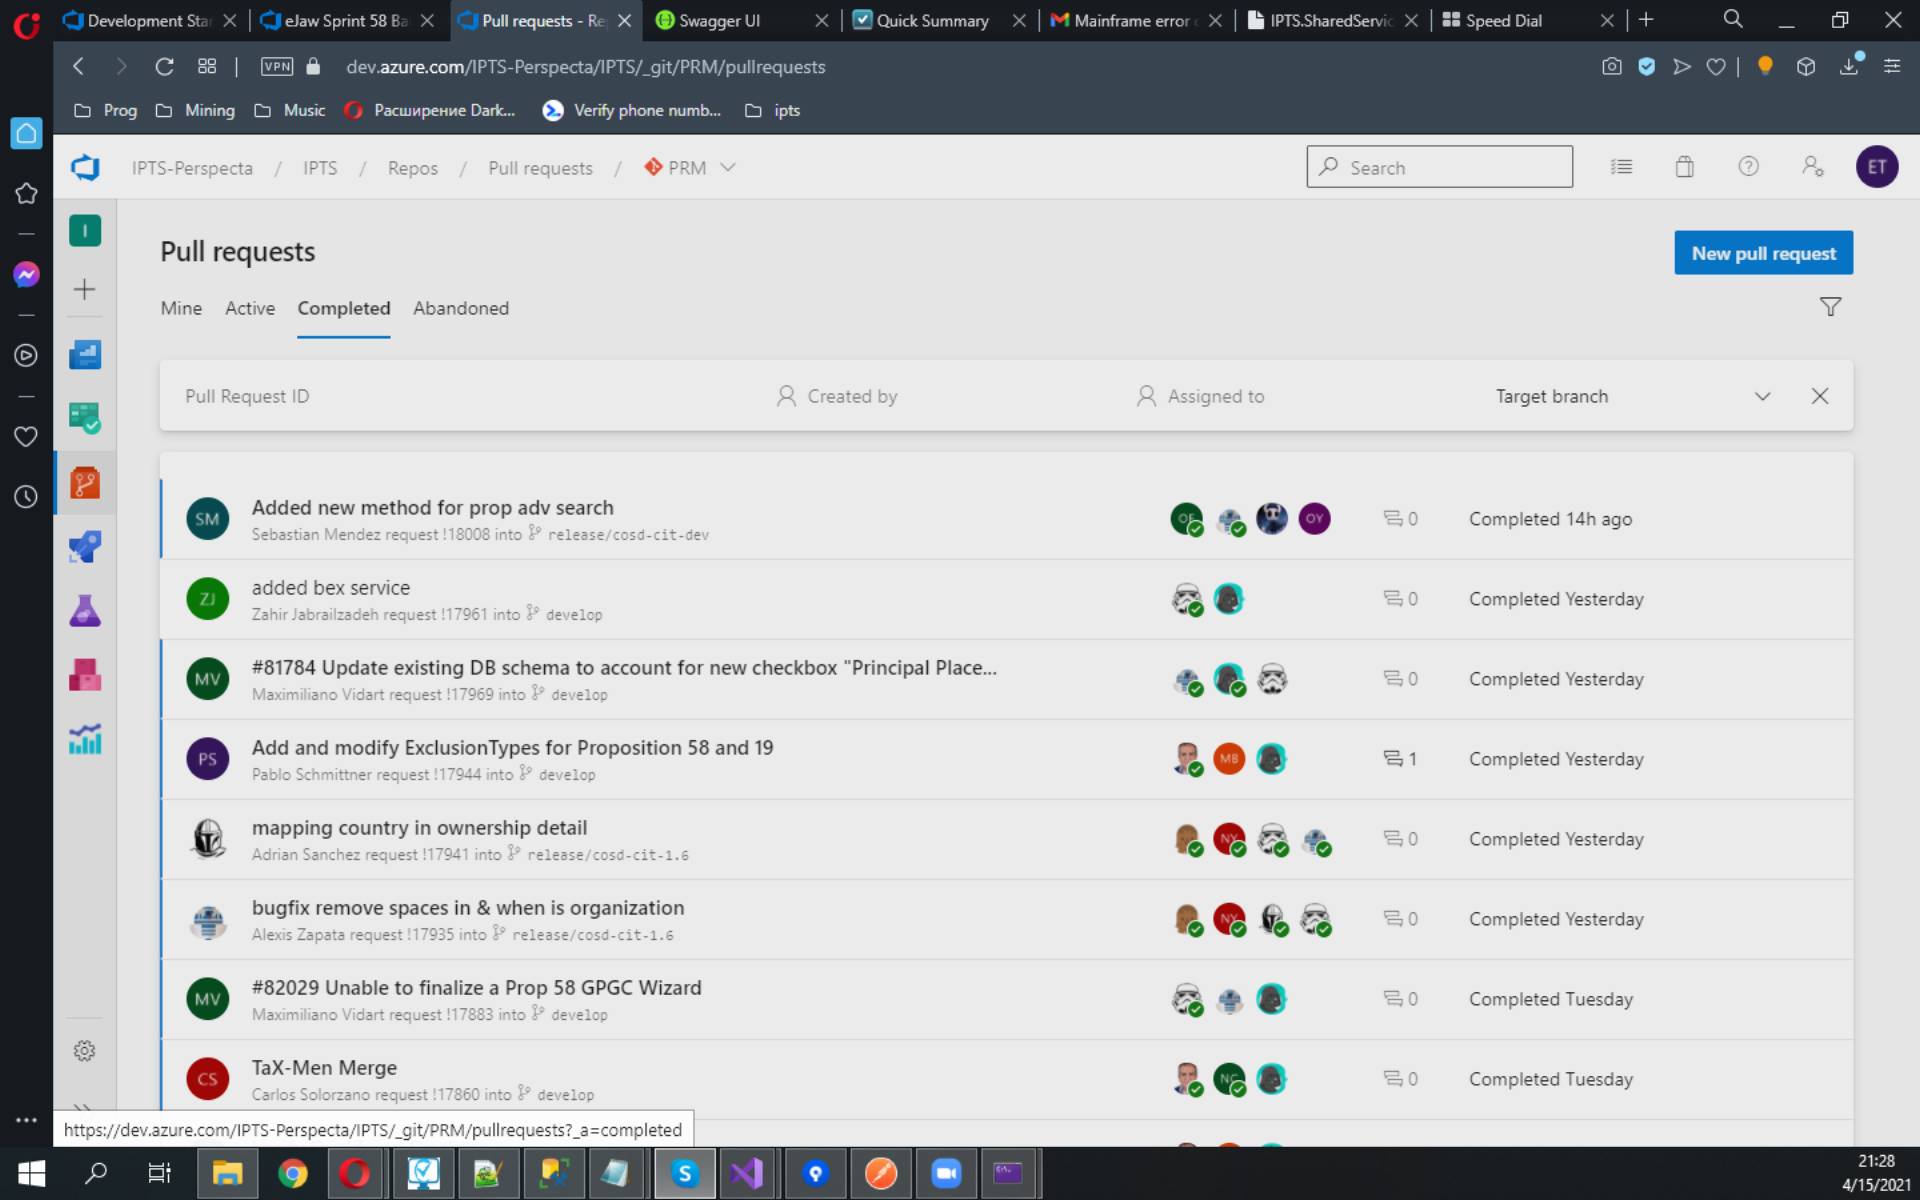 Development Sta
eJaw Sprint 58 Ba
Pull requests - Re
Swagger UI
Quick Summary
Mainframe error
IPTS.SharedServic
Speed Dial
VPN
dev.azure.com/IPTS-Perspecta/IPTS/_git/PRM/pullrequests
Prog
Mining
Music
Расширение Dark...
Verify phone numb...
ipts
IPTS-Perspecta / IPTS / Repos / Pull requests / PRM
Search
ET
I
Pull requests
New pull request
Mine Active Completed Abandoned
Pull Request ID Created by Assigned to Target branch
SM Added new method for prop adv search OY 0 Completed 14h ago
Sebastian Mendez request !18008 into release/cosd-cit-dev
ZJ added bex service 0 Completed Yesterday
Zahir Jabrailzadeh request !17961 into develop
MV #81784 Update existing DB schema to account for new checkbox "Principal Place... 0 Completed Yesterday
Maximiliano Vidart request !17969 into develop
PS Add and modify ExclusionTypes for Proposition 58 and 19 MB 1 Completed Yesterday
Pablo Schmittner request !17944 into develop
mapping country in ownership detail NY 0 Completed Yesterday
Adrian Sanchez request !17941 into release/cosd-cit-1.6
bugfix remove spaces in & when is organization NY 0 Completed Yesterday
Alexis Zapata request !17935 into release/cosd-cit-1.6
MV #82029 Unable to finalize a Prop 58 GPGC Wizard 0 Completed Tuesday
Maximiliano Vidart request !17883 into develop
CS TaX-Men Merge 0 Completed Tuesday
Carlos Solorzano request !17860 into develop
https://dev.azure.com/IPTS-Perspecta/IPTS/_git/PRM/pullrequests?_a=completed
21:28
4/15/2021